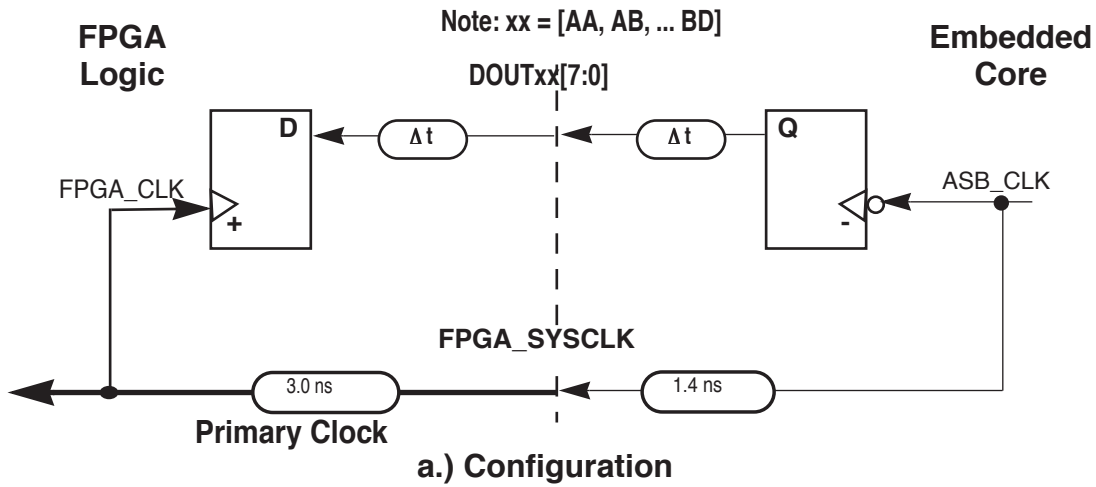 Note: xx = [AA, AB, ... BD]
FPGA
Logic
Embedded
Core
DOUTxx[7:0]
D
Δ t
Δ t
Q
FPGA_CLK
ASB_CLK
+
-
FPGA_SYSCLK
3.0 ns
1.4 ns
Primary Clock
a.) Configuration